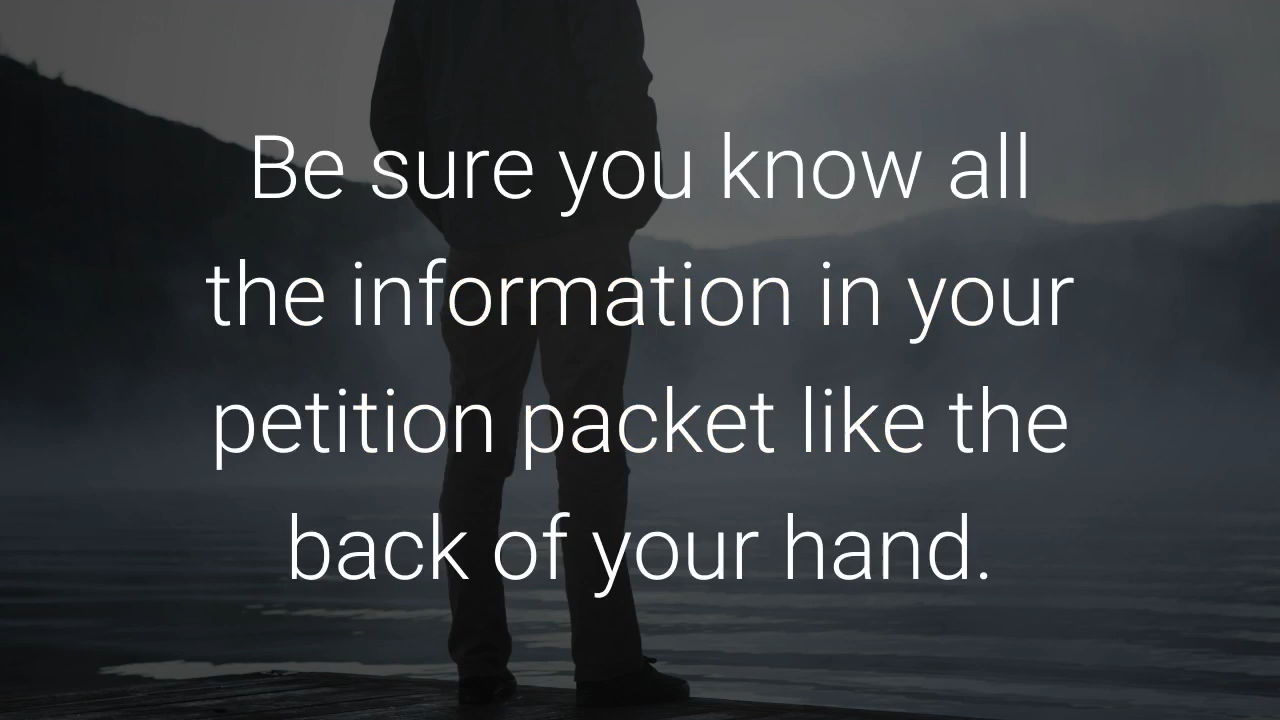 Be sure you know all
the information in your
petition packet like the
back of your hand.